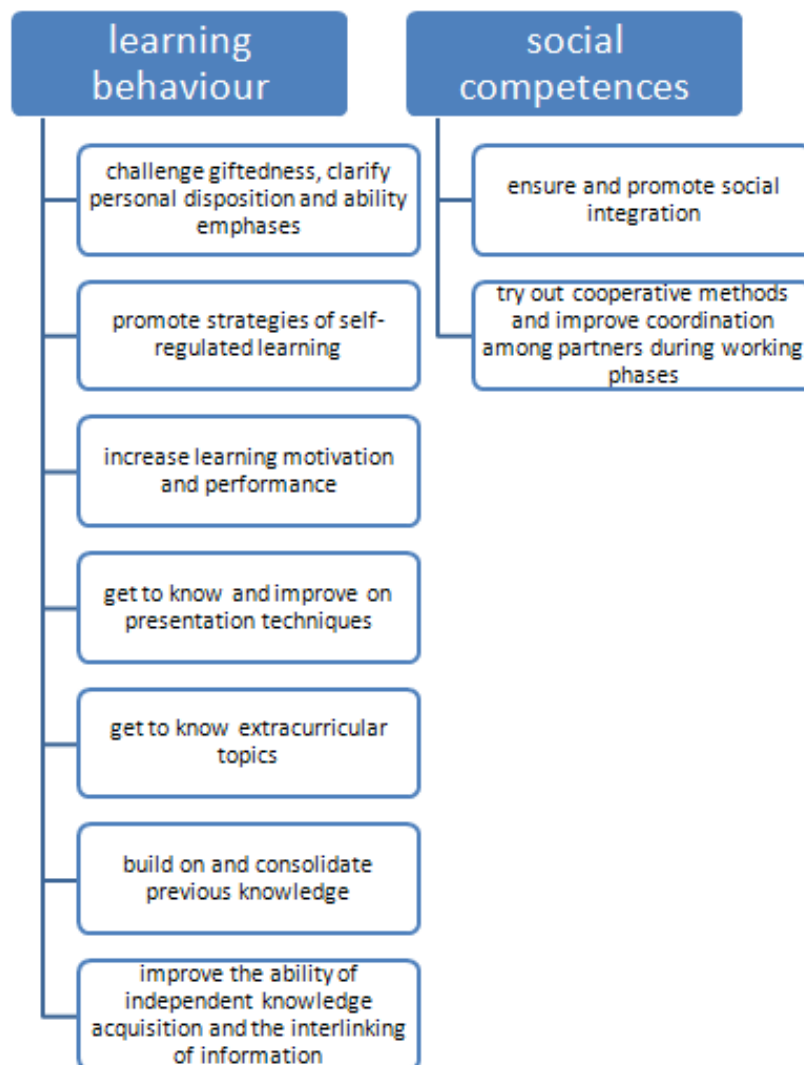 learning
behaviour
challenge giftedness, clarify
personal disposition and ability
emphases
promote strategies of self-
regulated learning
increase learning motivation
and performance
get to know and improve on
presentation techniques
get to know extracurricular
topics
build on and consolidate
previous knowledge
improve the ability of
independent knowledge
acquisition and the interlinking
of information
social
competences
ensure and promote social
integration
try out cooperative methods
and improve coordination
among partners during working
phases